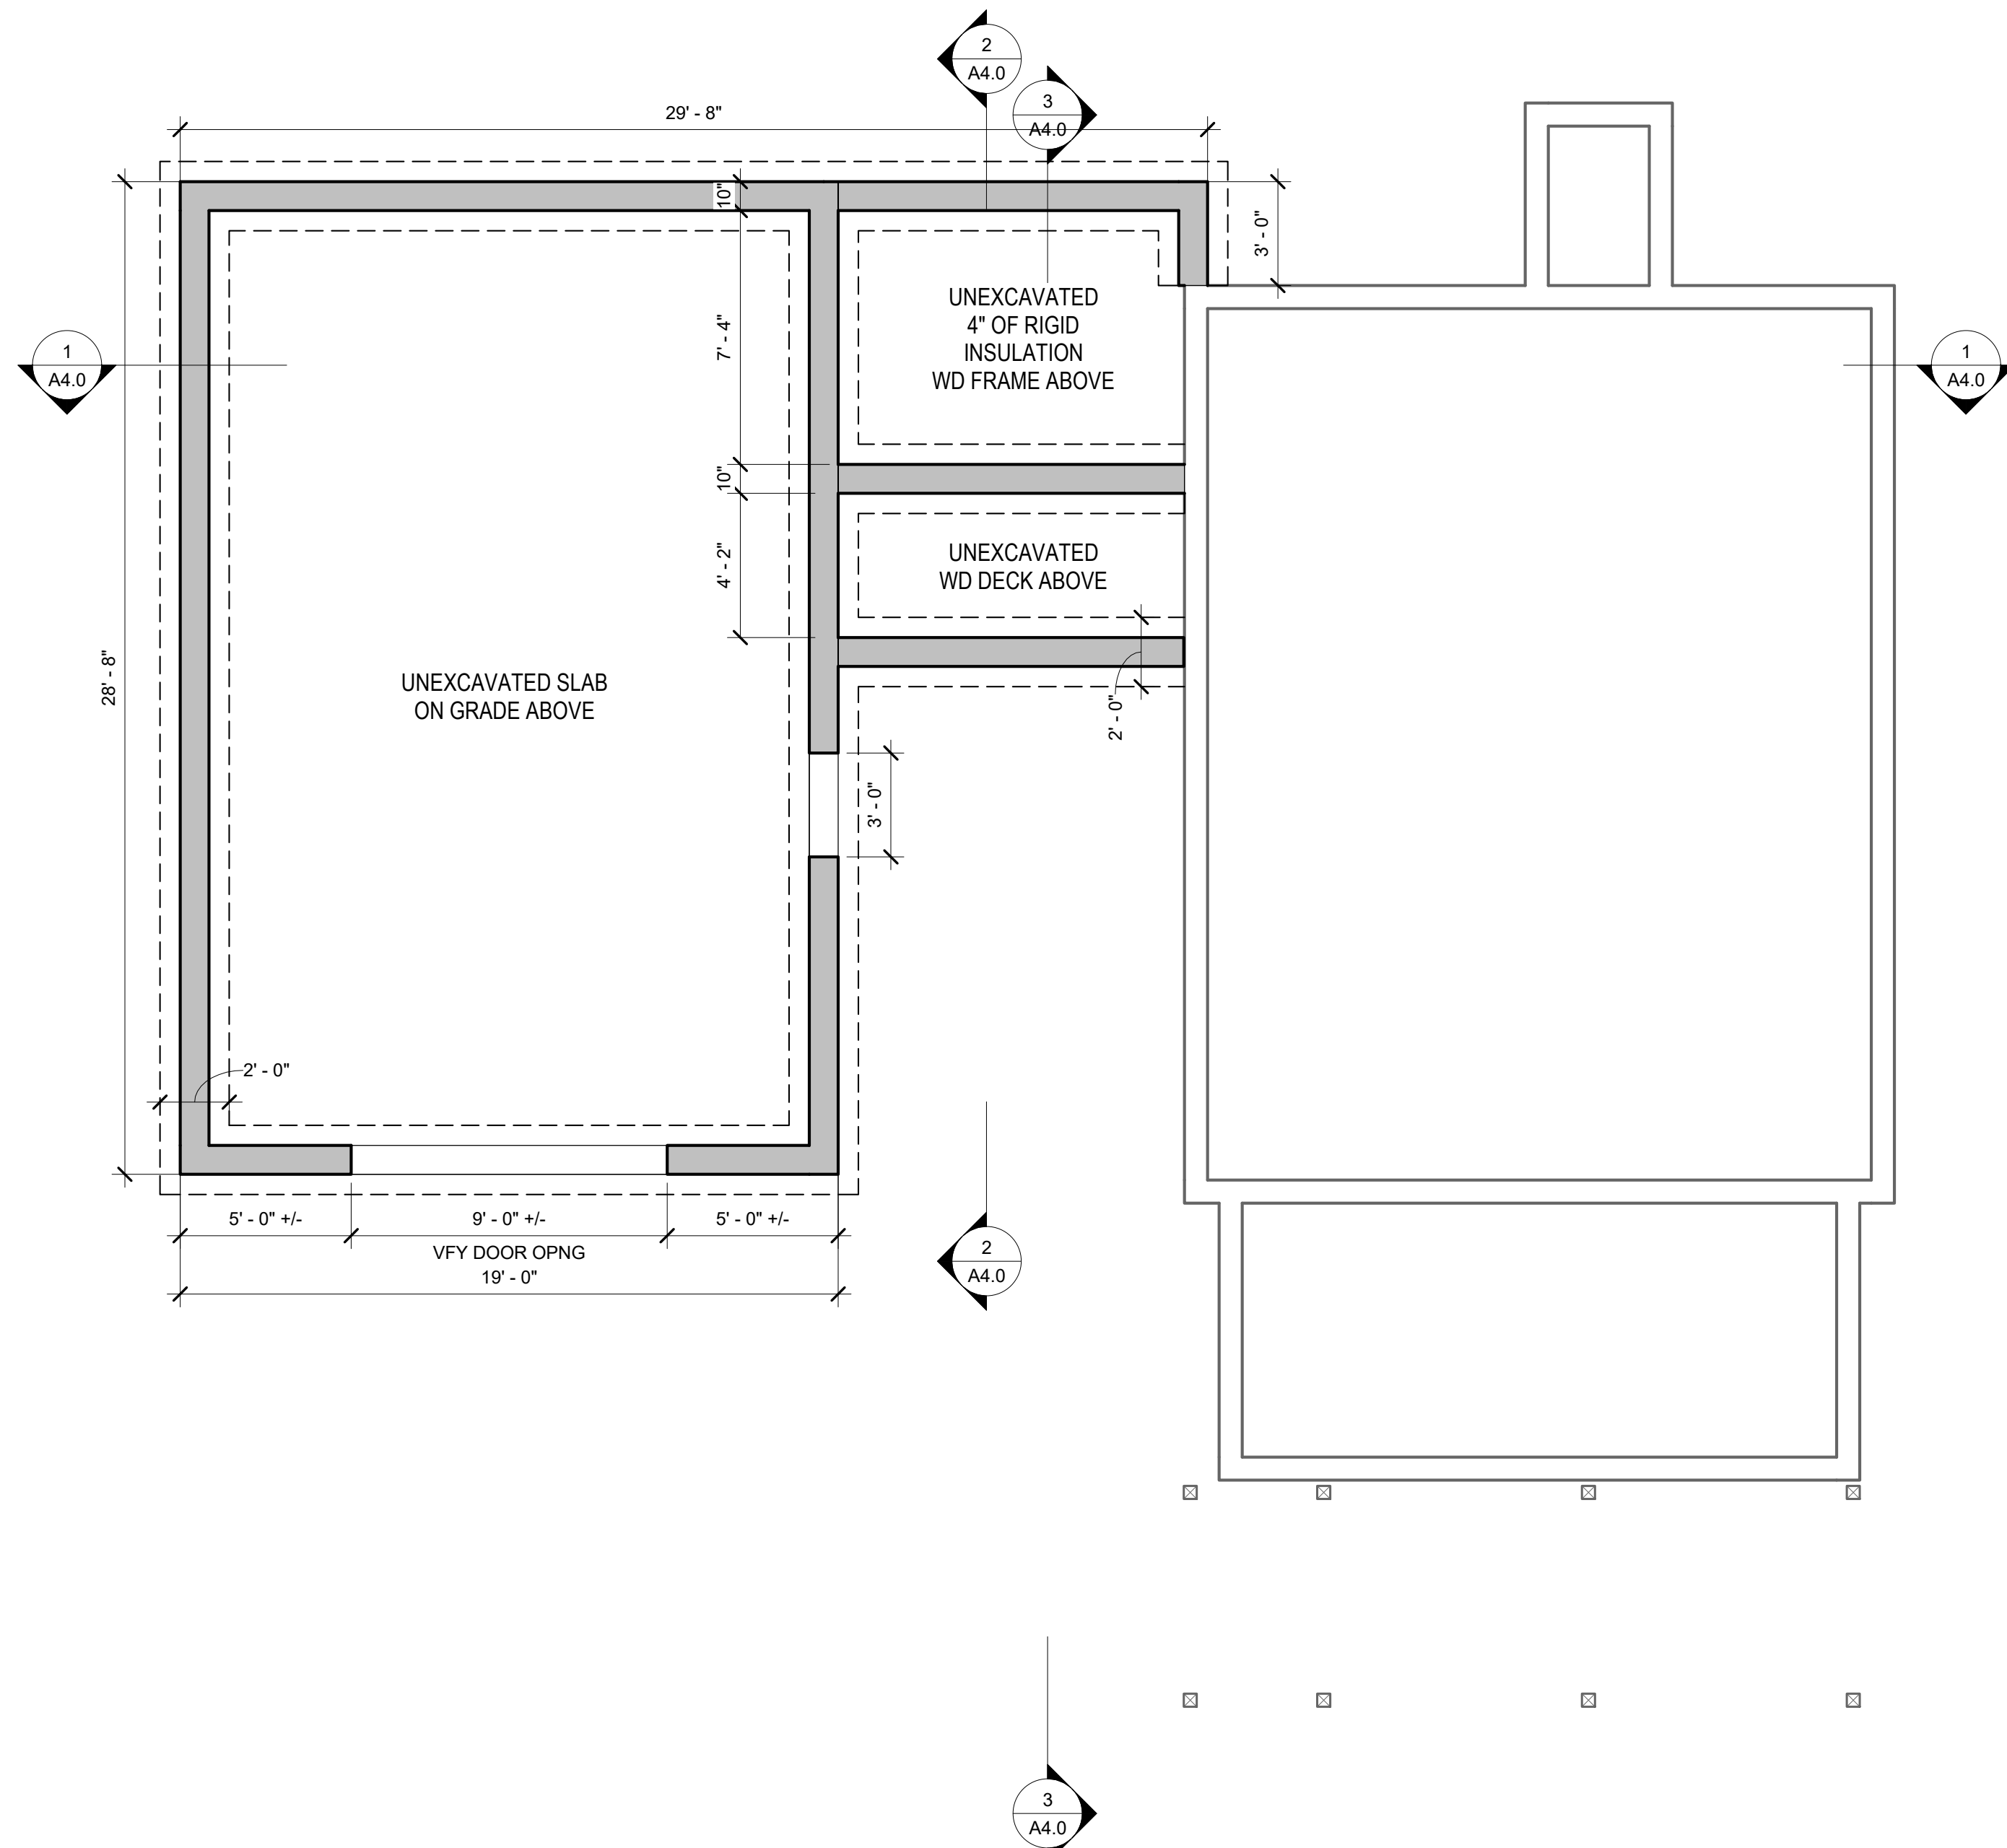 2
A4.0
3
A4.0
29' - 8"
10"
3' - 0"
UNEXCAVATED
4" OF RIGID
INSULATION
WD FRAME ABOVE
7' - 4"
1
A4.0
1
A4.0
10"
UNEXCAVATED
WD DECK ABOVE
4' - 2"
28' - 8"
UNEXCAVATED SLAB
ON GRADE ABOVE
2' - 0"
3' - 0"
2' - 0"
5' - 0" +/-
9' - 0" +/-
5' - 0" +/-
VFY DOOR OPNG
19' - 0"
2
A4.0
3
A4.0